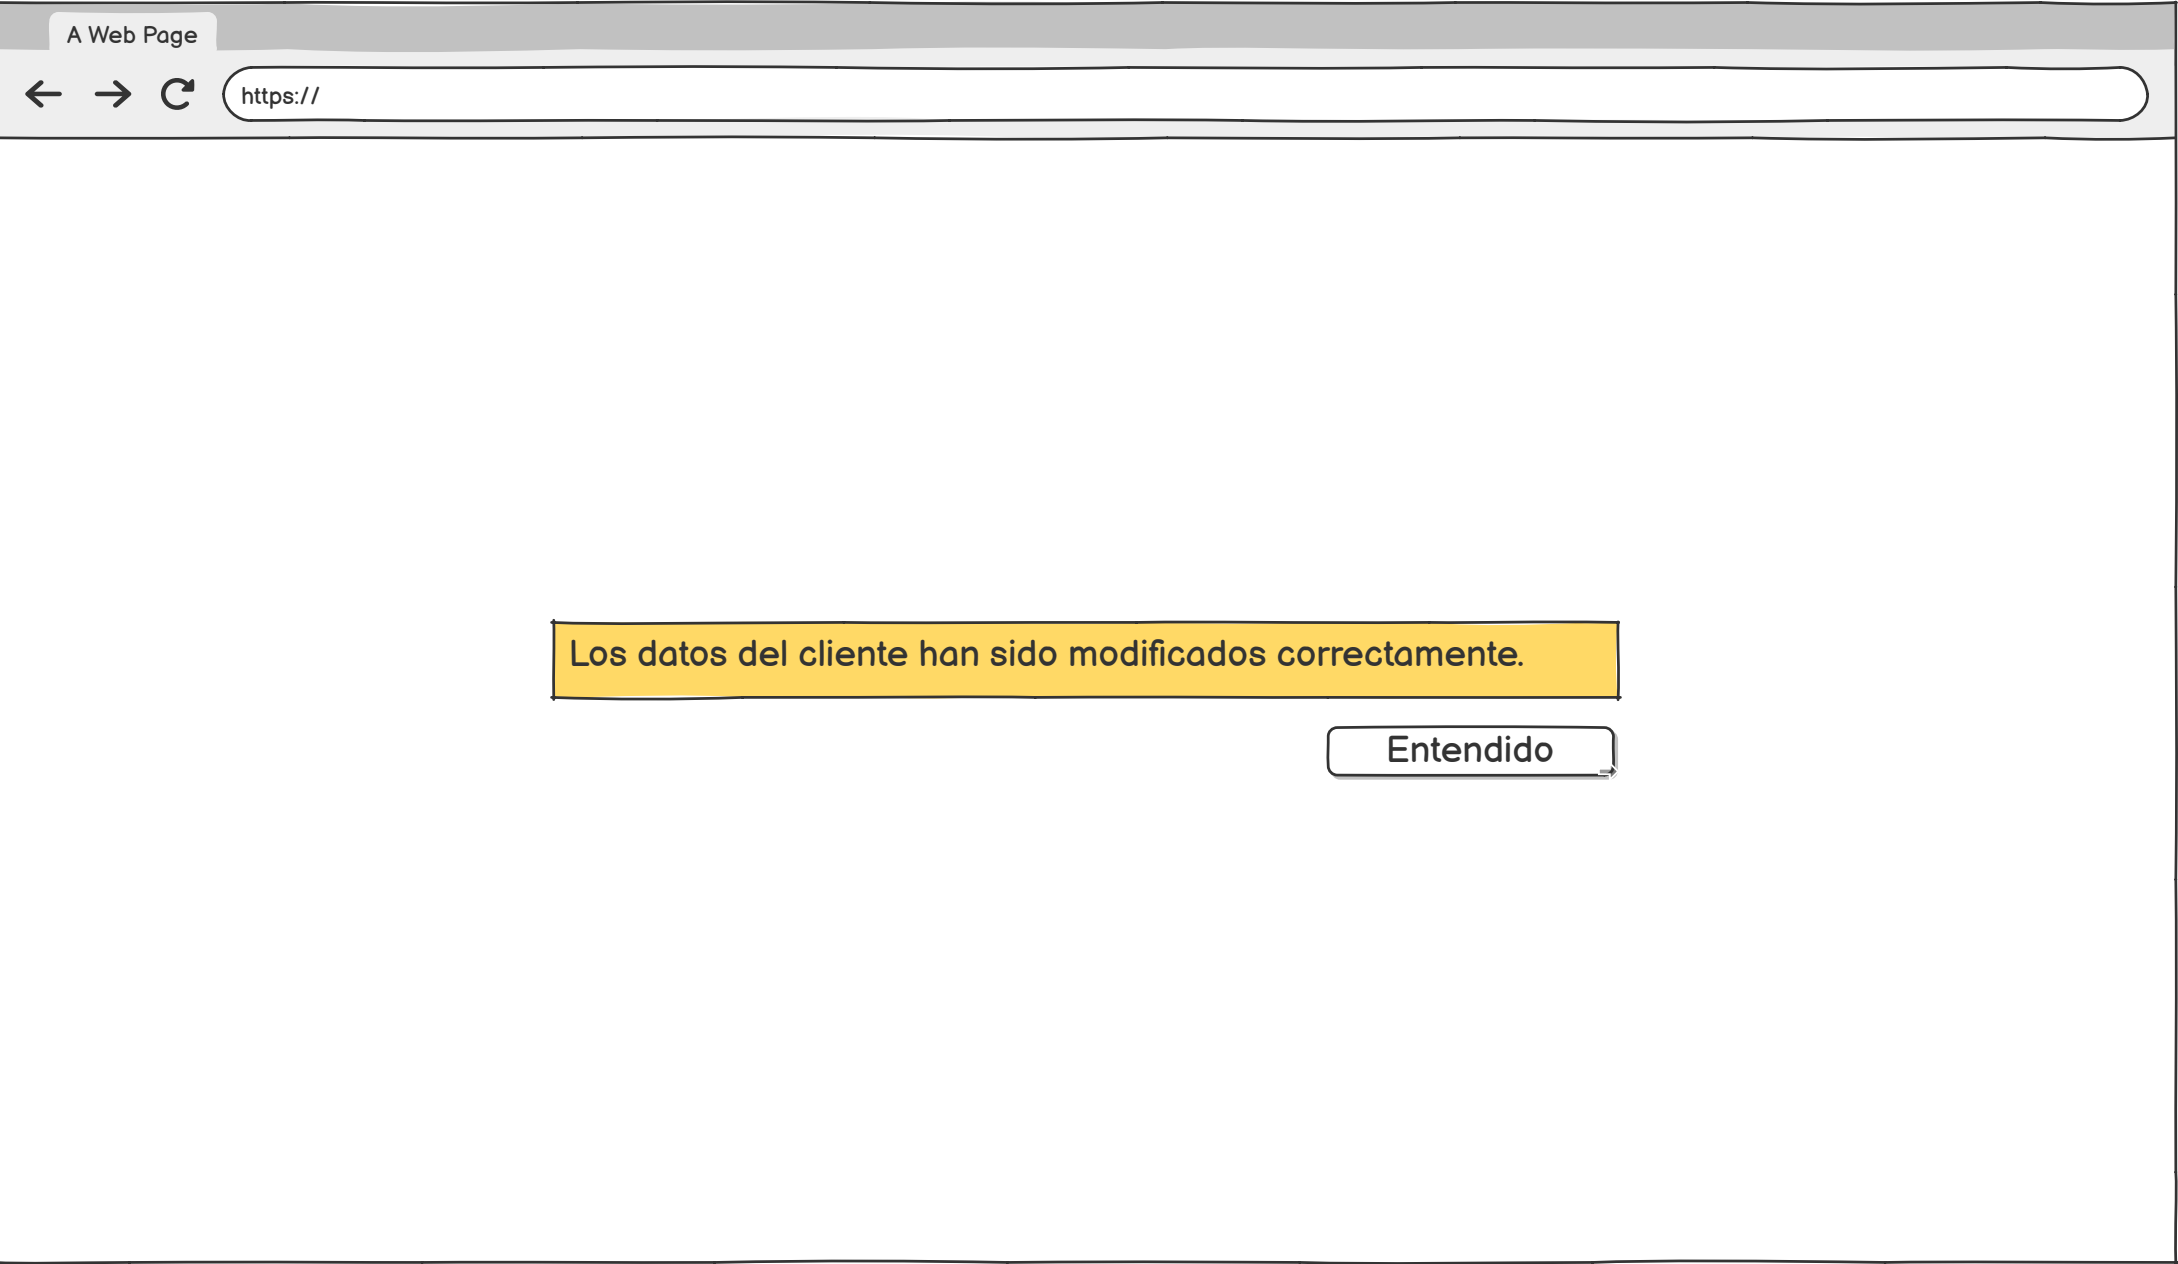 A Web Page
https://
Los datos del cliente han sido modificados correctamente.
Entendido